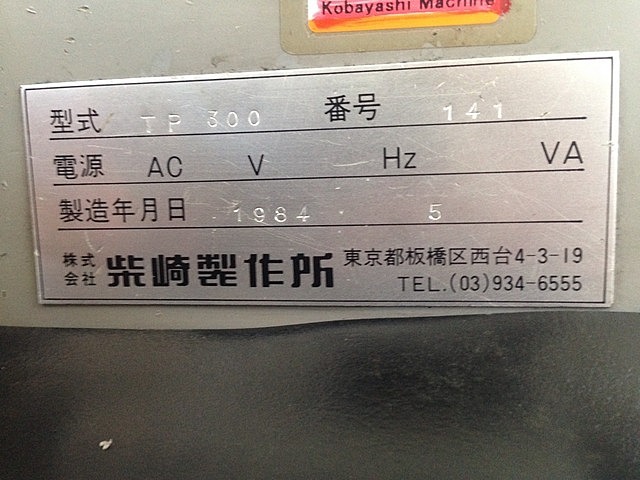 Kobayashi Machine
型式 TP 300 番号 141
電源 AC V Hz VA
製造年月日 1984 5
株式会社 柴崎製作所 東京都板橋区西台4-3-19
TEL.(03)934-6555